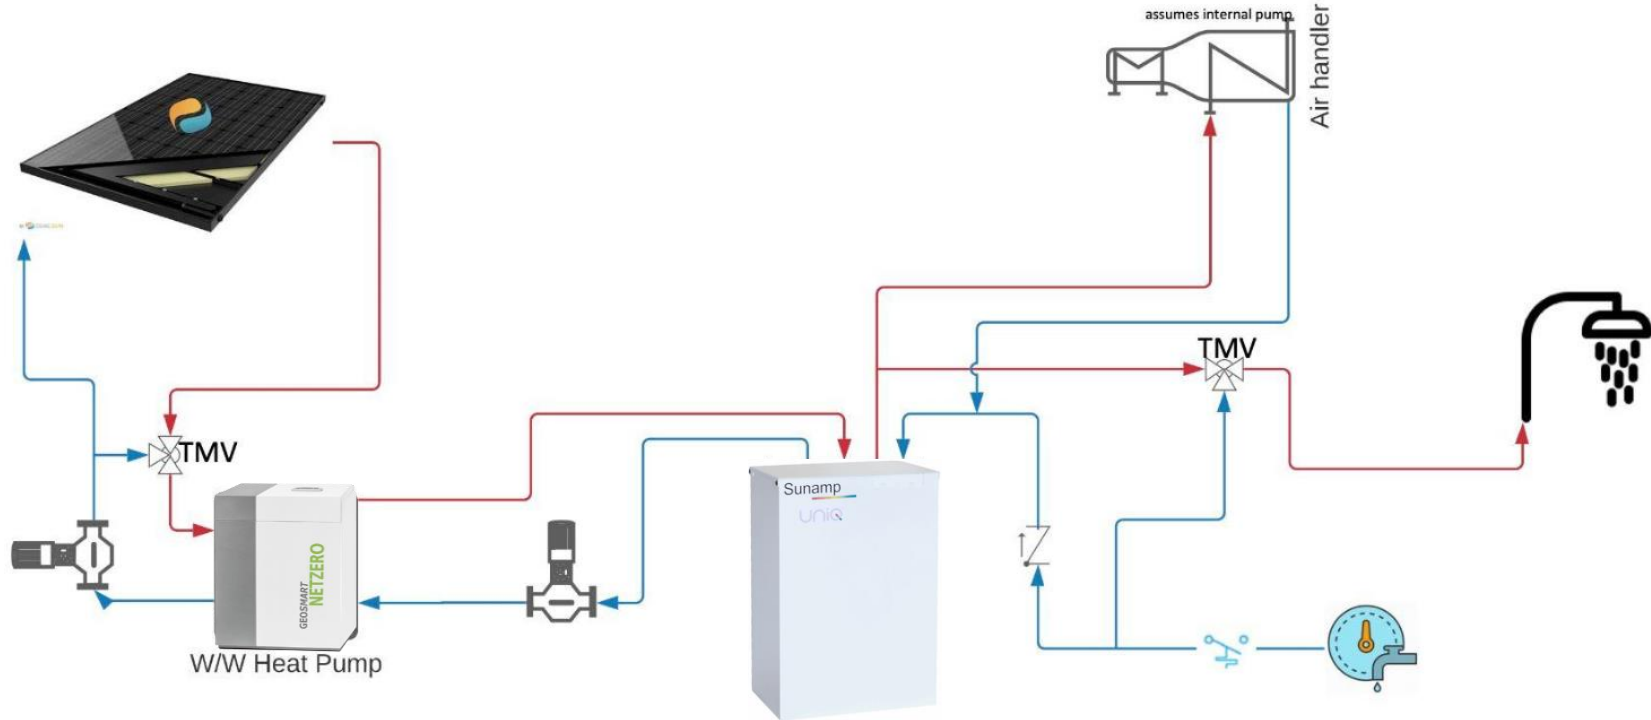 assumes internal pump
Air handler
TMV
TMV
Sunamp
uniQ
GEOSMART
NETZERO
W/W Heat Pump